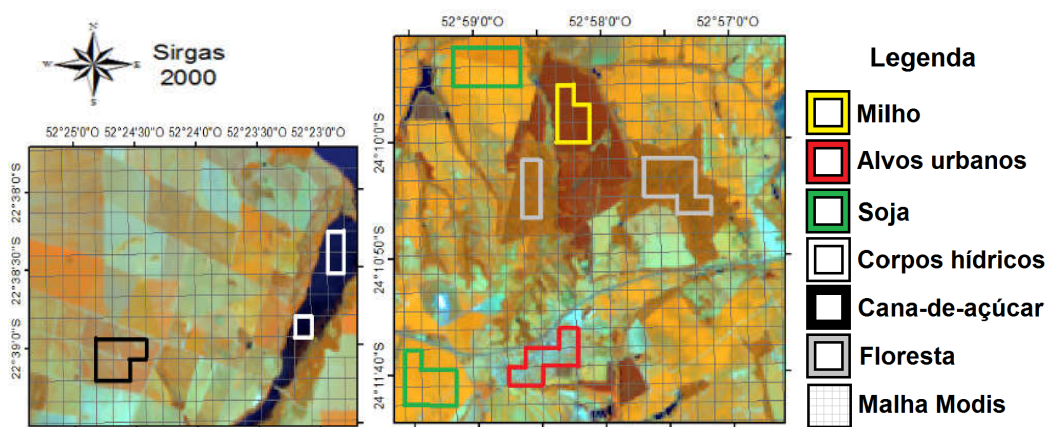 N
W
E
S
Sirgas
2000
52°25'0"O
52°24'30"O
52°24'0"O
52°23'30"O
52°23'0"O
22°38'0"S
22°38'30"S
22°39'0"S
52°59'0"O
52°58'0"O
52°57'0"O
24°10'0"S
24°10'50"S
24°11'40"S
Legenda
Milho
Alvos urbanos
Soja
Corpos hídricos
Cana-de-açúcar
Floresta
Malha Modis